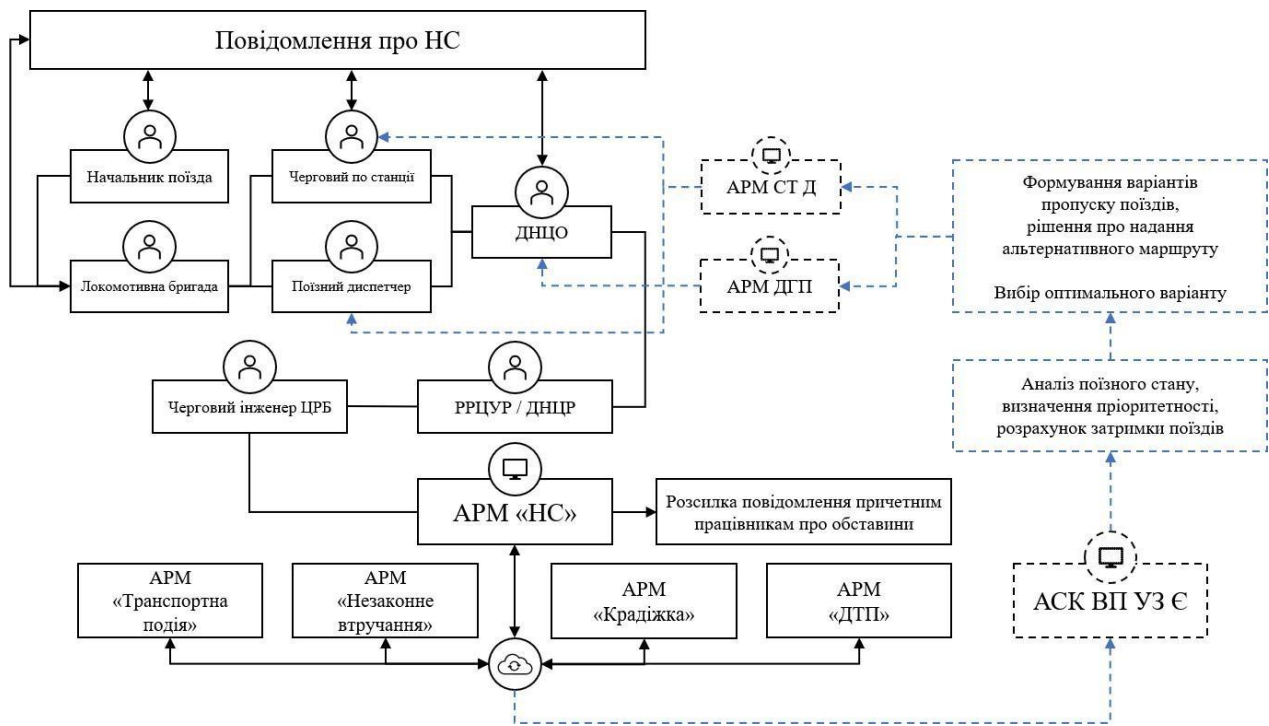 Повідомлення про НС
Начальник поїзда
Черговий по станції
ДНЦО
Локомотивна бригада
Поїзний диспетчер
АРМ СТ Д
АРМ ДГП
Формування варіантів
пропуску поїздів,
рішення про надання
альтернативного маршруту
Вибір оптимального варіанту
Аналіз поїзного стану,
визначення пріоритетності,
розрахунок затримки поїздів
Черговий інженер ЦРБ
РРЦУР / ДНЦР
АРМ «НС»
Розсилка повідомлення причетним
працівникам про обставини
АРМ
«Транспортна
подія»
АРМ
«Незаконне
втручання»
АРМ
«Крадіжка»
АРМ
«ДТП»
АСК ВП УЗ Є